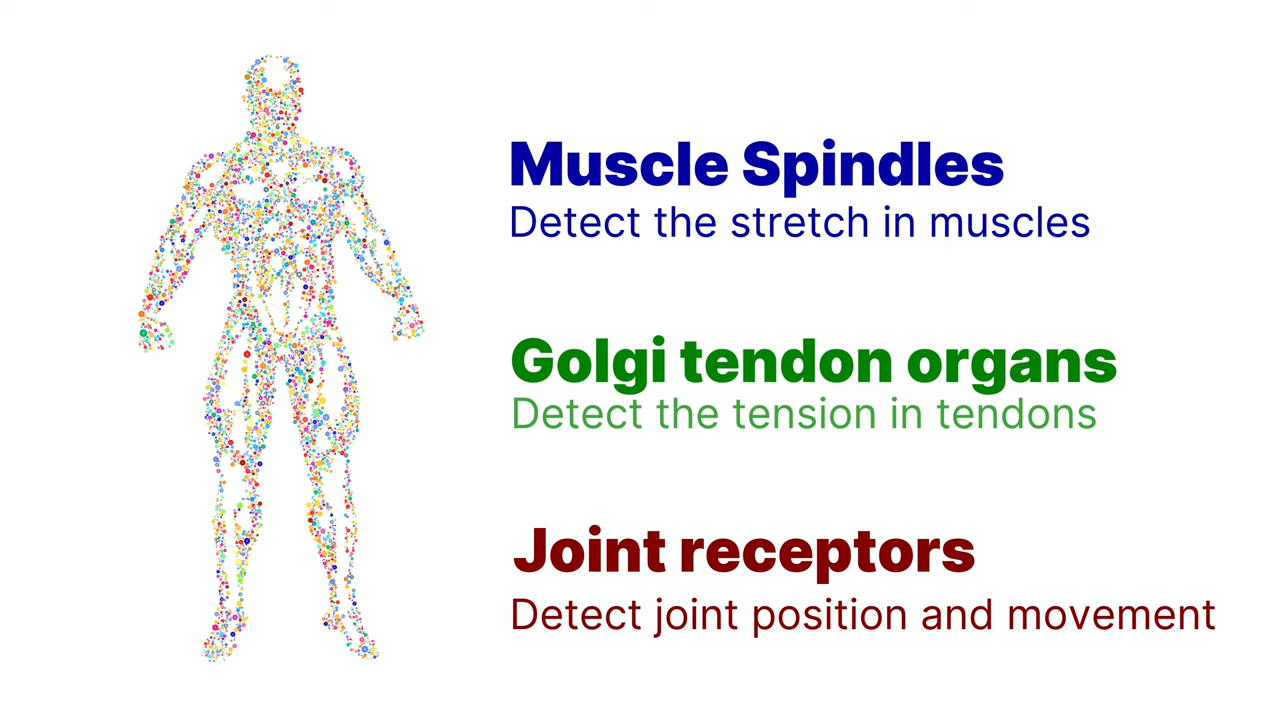 Muscle Spindles
Detect the stretch in muscles
Golgi tendon organs
Detect the tension in tendons
Joint receptors
Detect joint position and movement